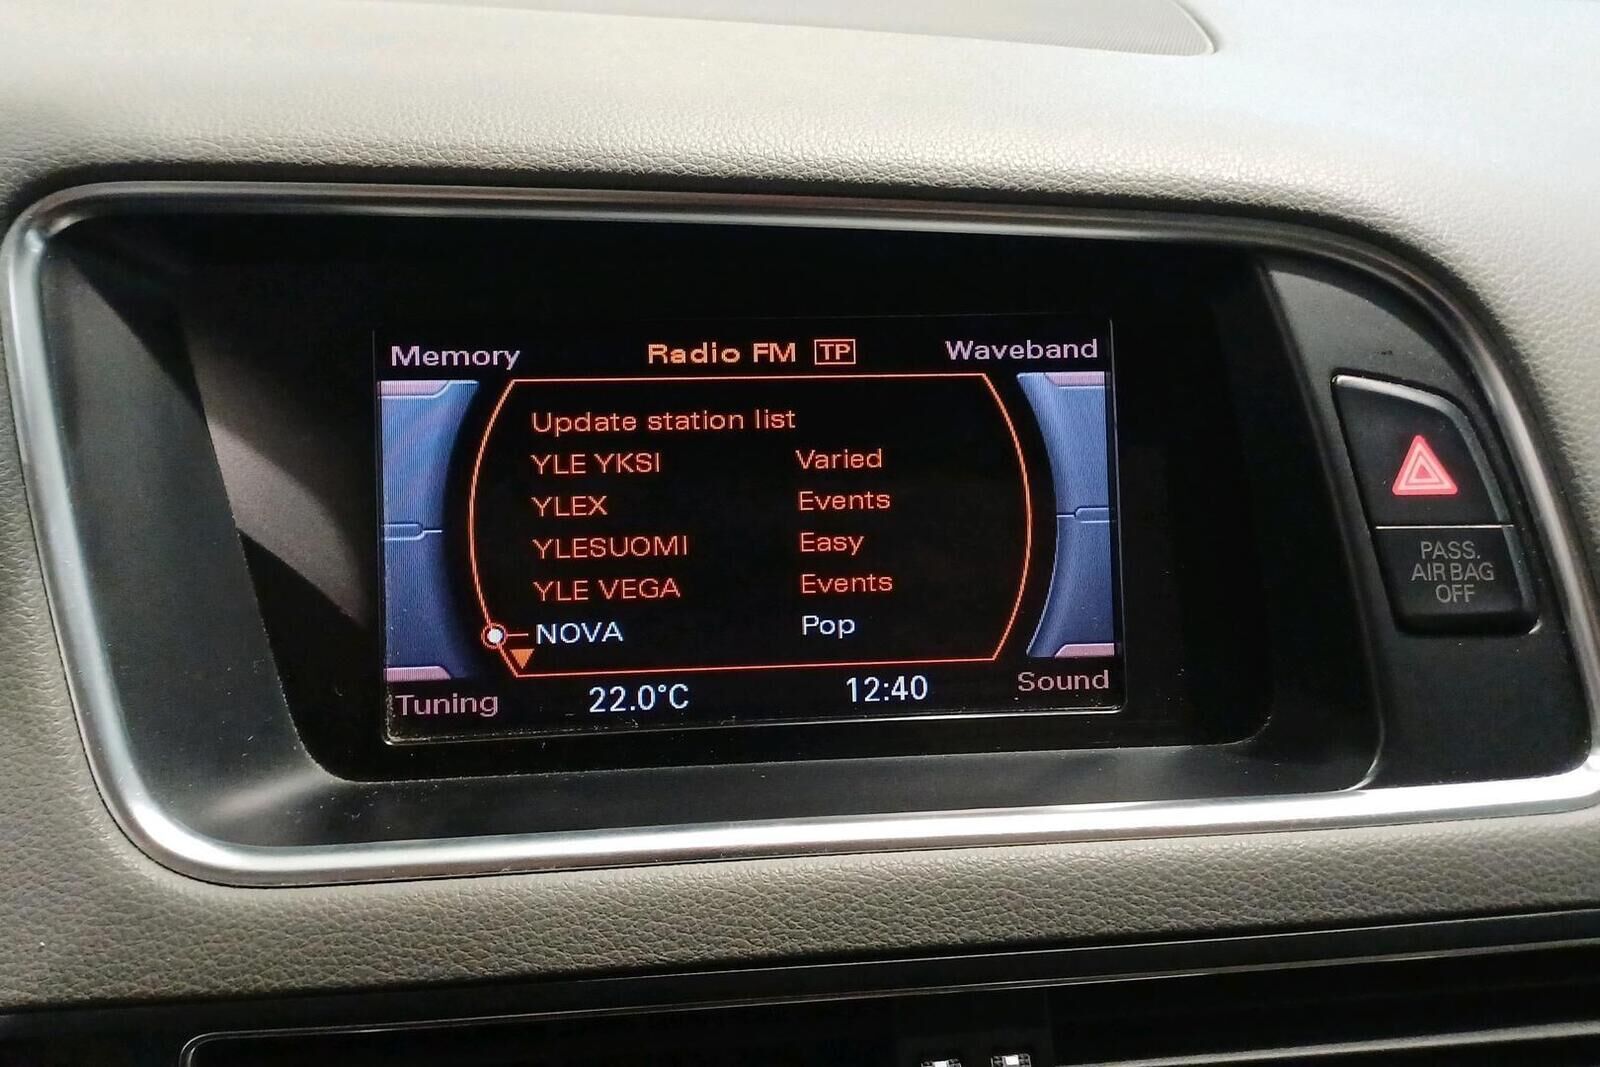 Memory Radio FM TP Waveband
Update station list
YLE YKSI Varied
YLEX Events
YLESUOMI Easy
YLE VEGA Events
NOVA Pop
Tuning 22.0°C 12:40 Sound
PASS.
AIR BAG
OFF